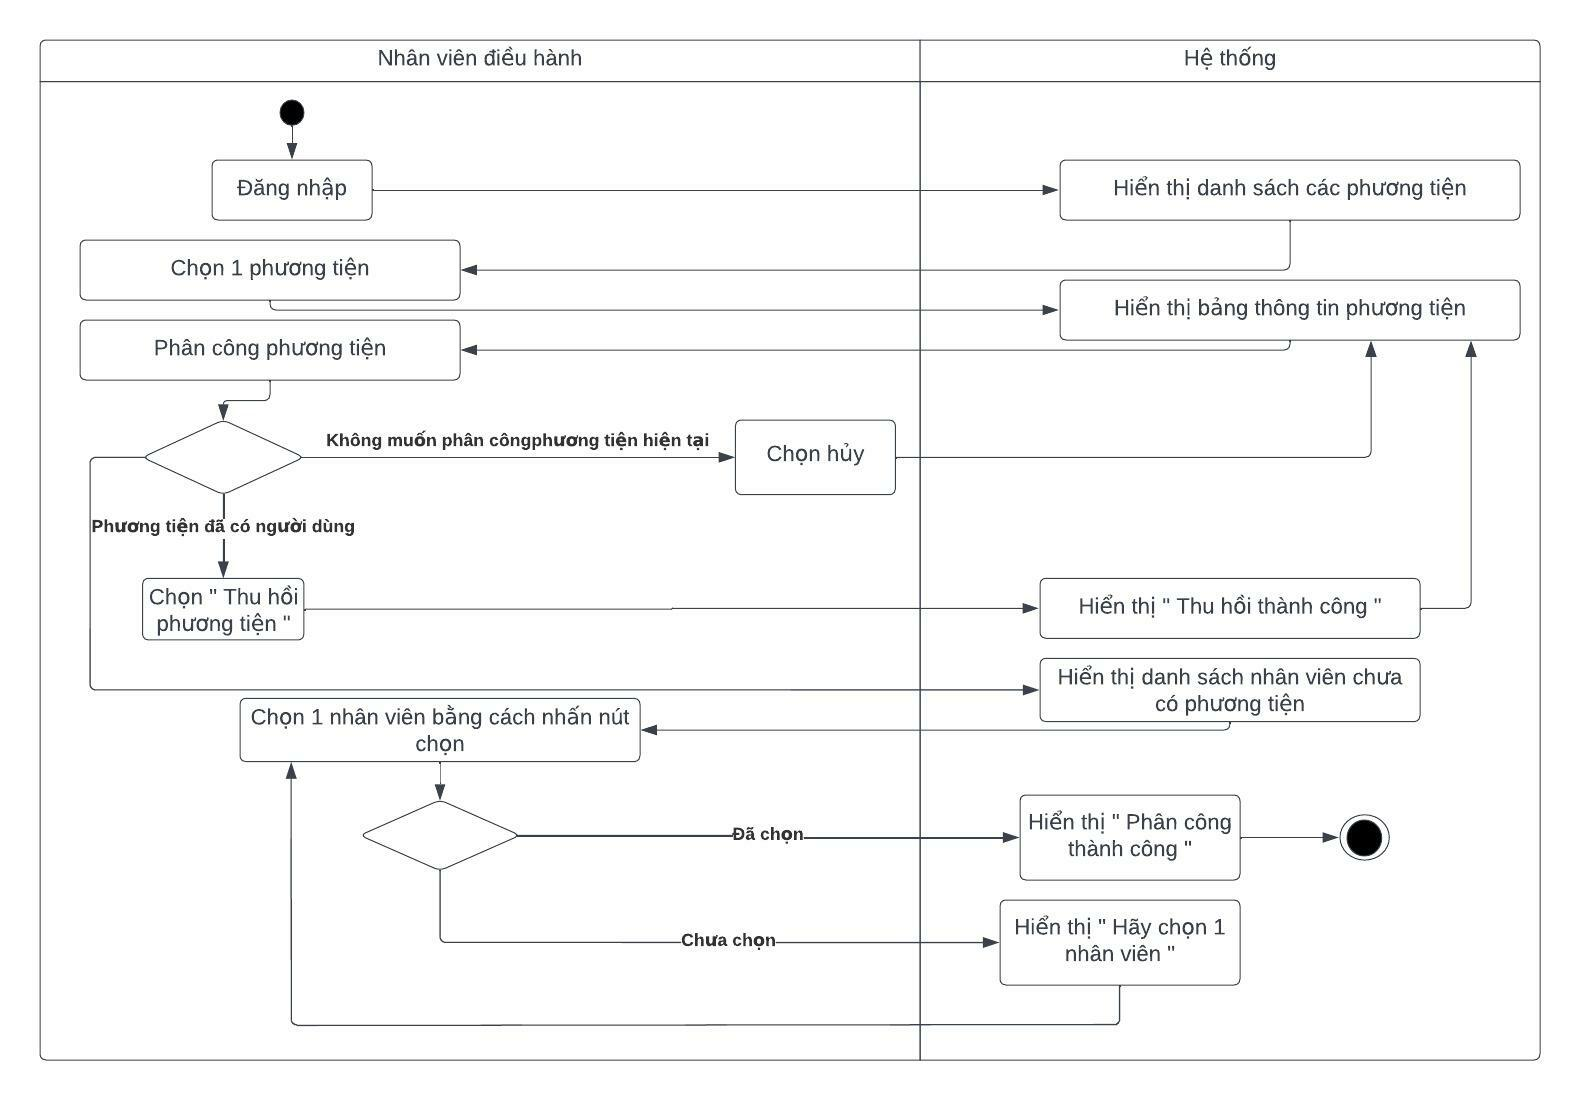 Nhân viên điều hành
Hệ thống
Đăng nhập
Hiển thị danh sách các phương tiện
Chọn 1 phương tiện
Hiển thị bảng thông tin phương tiện
Phân công phương tiện
Không muốn phân côngphương tiện hiện tại
Chọn hủy
Phương tiện đã có người dùng
Chọn " Thu hồi
phương tiện "
Hiển thị " Thu hồi thành công "
Hiển thị danh sách nhân viên chưa
có phương tiện
Chọn 1 nhân viên bằng cách nhấn nút
chọn
Đã chọn
Hiển thị " Phân công
thành công "
Chưa chọn
Hiển thị " Hãy chọn 1
nhân viên "